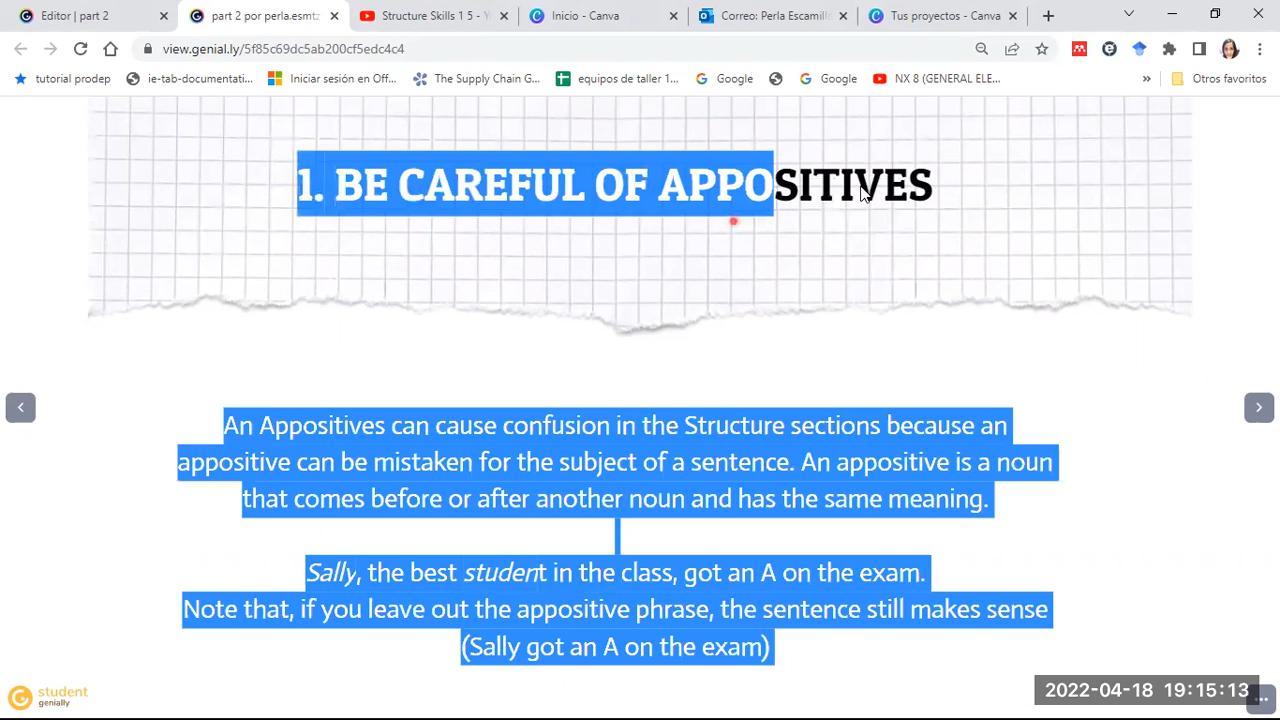 Editor | part 2
part 2 por perla.esmtz
Structure Skills 1 5 - Y
Inicio - Canva
Correo: Perla Escamill
Tus proyectos - Canva
view.genial.ly/5f85c69dc5ab200cf5edc4c4
tutorial prodep
ie-tab-documentati...
Iniciar sesión en Off...
The Supply Chain G...
equipos de taller 1...
Google
Google
NX 8 (GENERAL ELE...
Otros favoritos
1. BE CAREFUL OF APPOSITIVES
An Appositives can cause confusion in the Structure sections because an
appositive can be mistaken for the subject of a sentence. An appositive is a noun
that comes before or after another noun and has the same meaning.
Sally, the best student in the class, got an A on the exam.
Note that, if you leave out the appositive phrase, the sentence still makes sense
(Sally got an A on the exam)
student
genially
2022-04-18 19:15:13